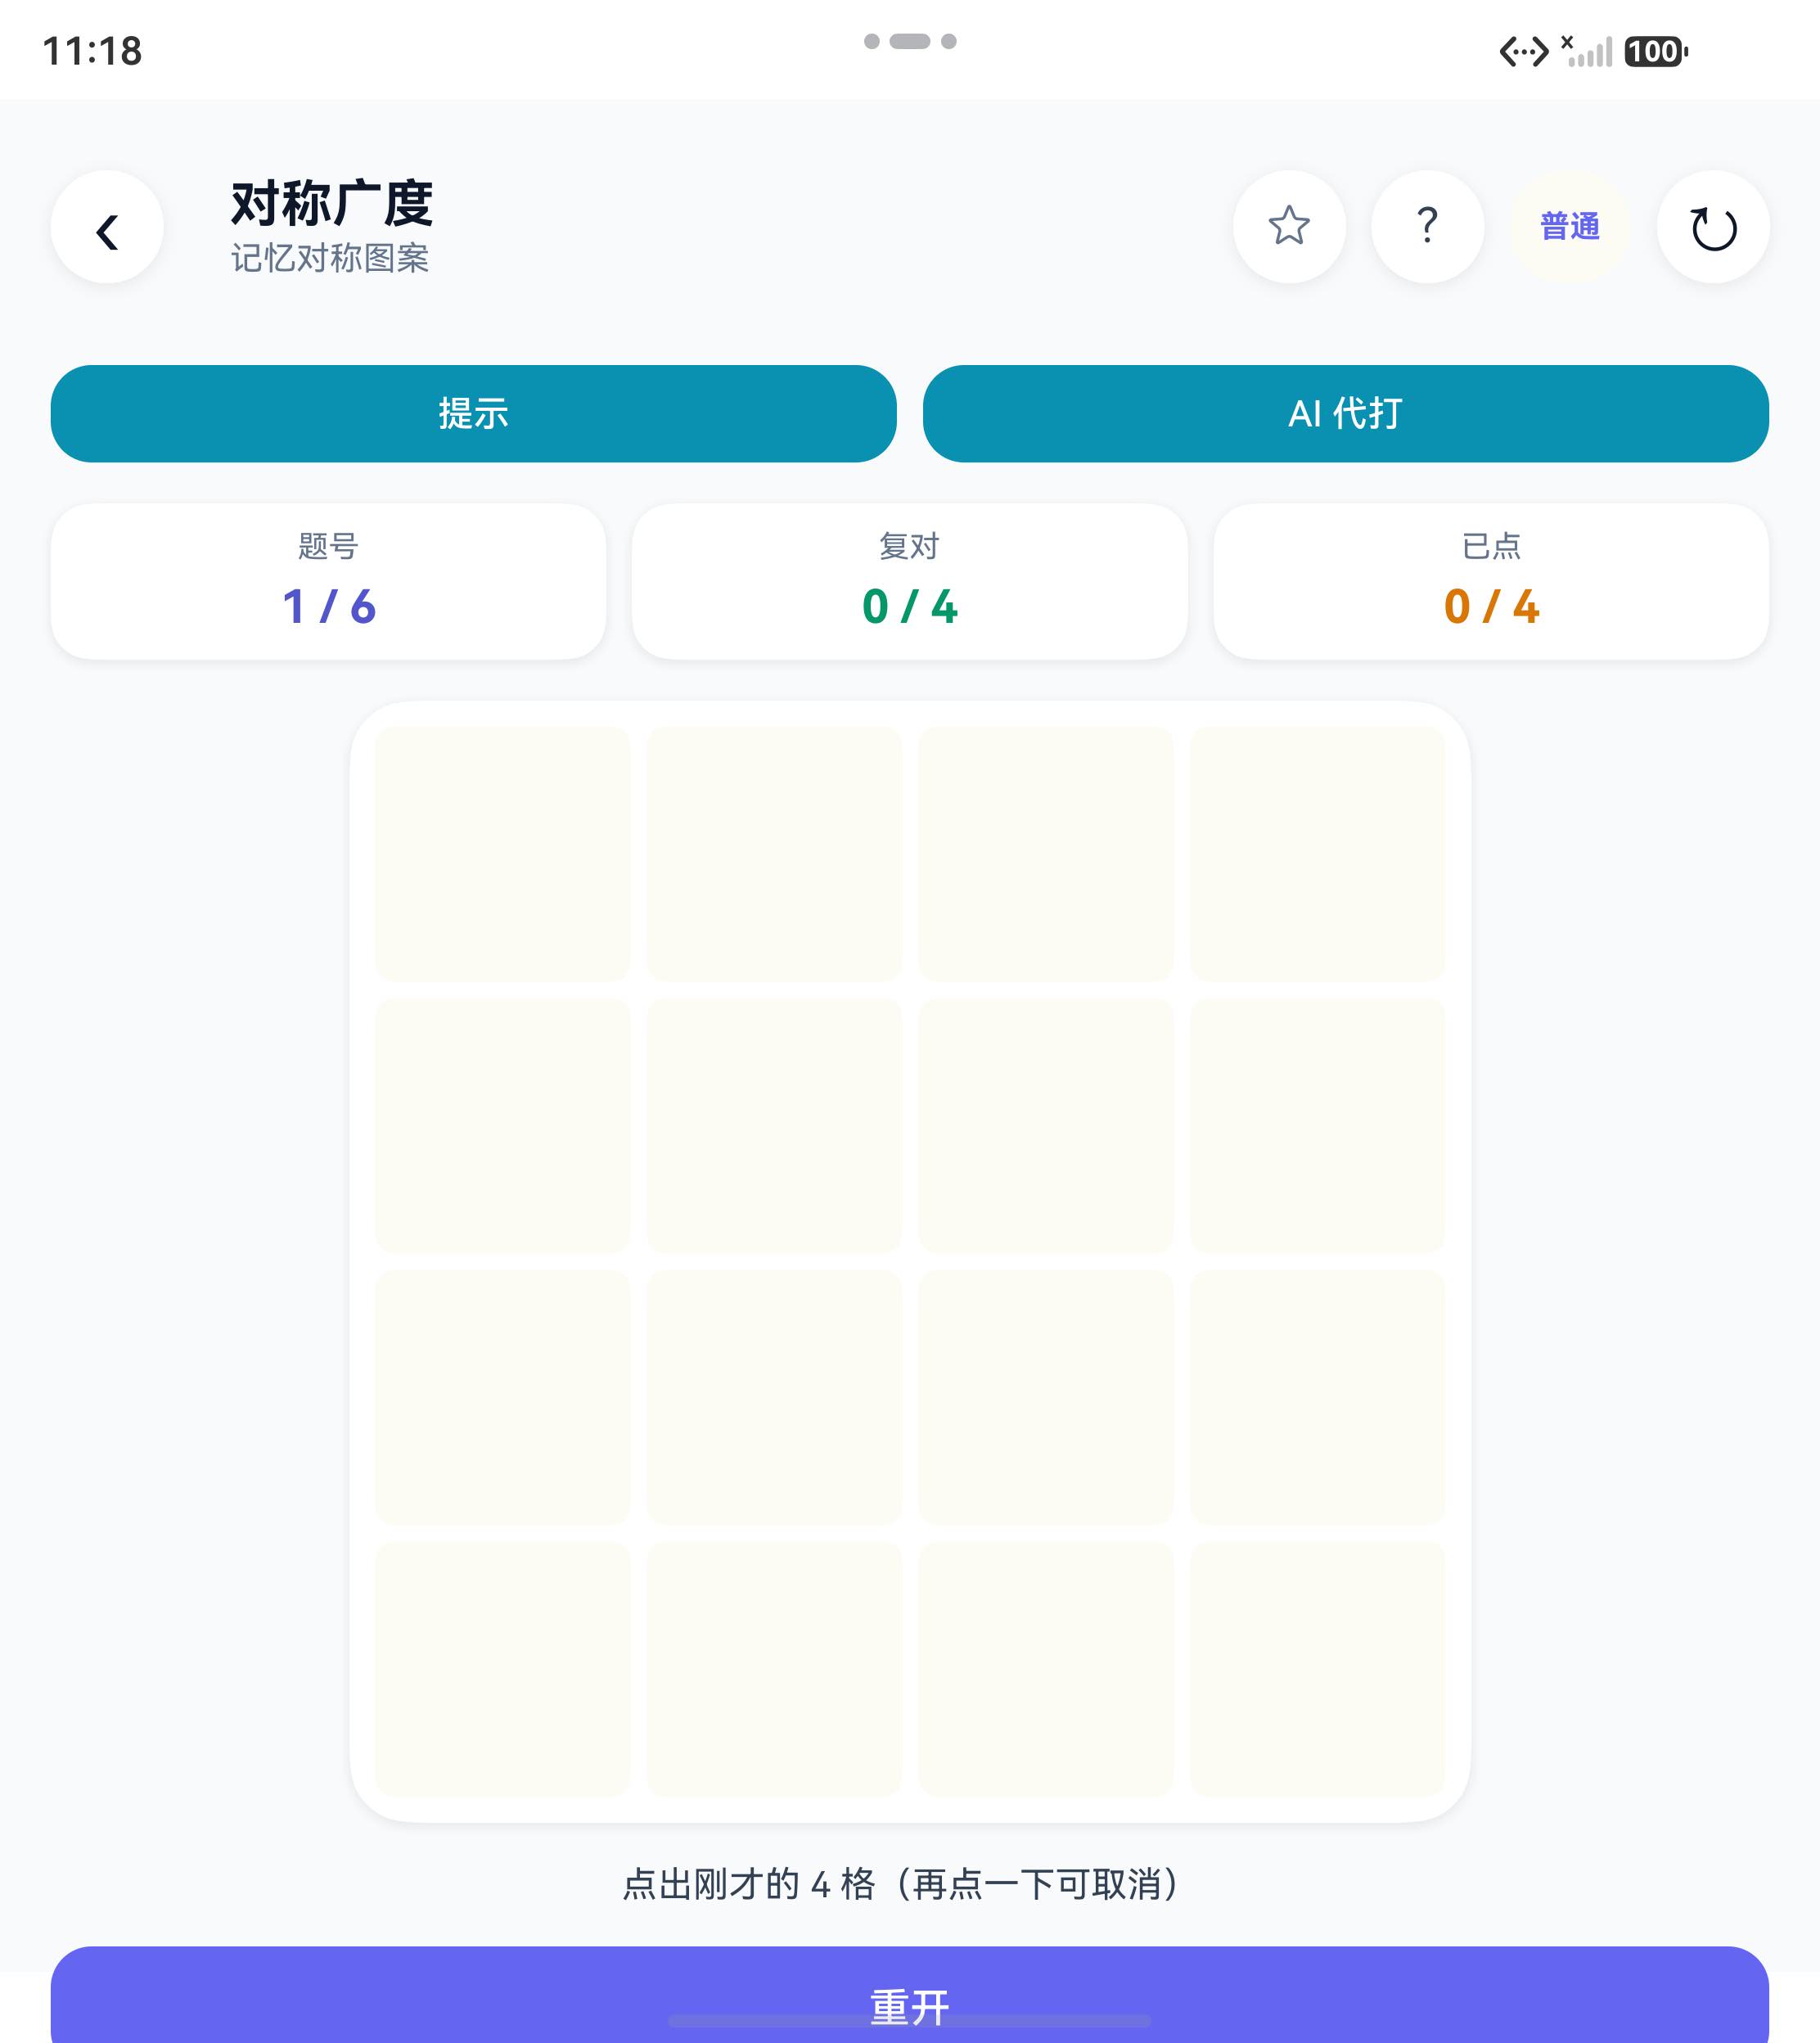 11:18
100
对称广度
记忆对称图案
?
普通
提示
AI 代打
题号
1 / 6
复对
0 / 4
已点
0 / 4
点出刚才的 4 格（再点一下可取消）
重开